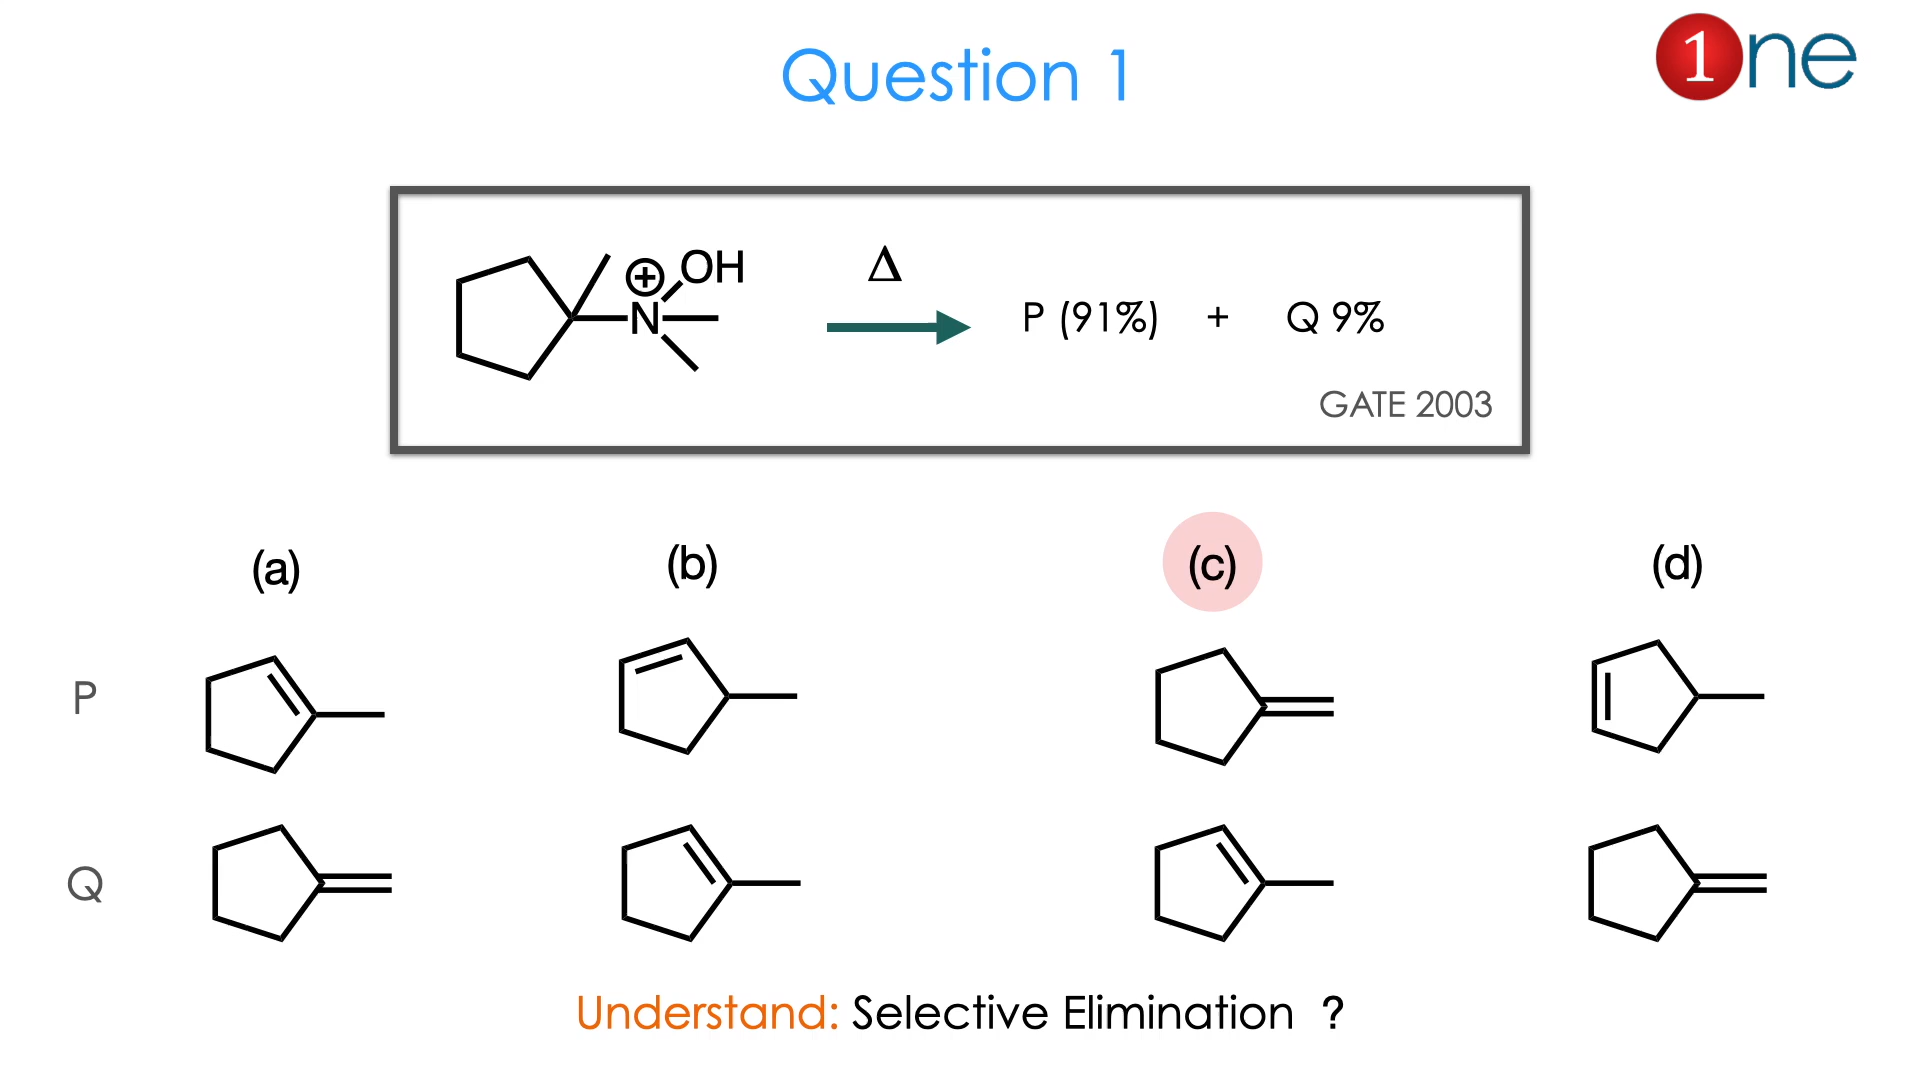 Question 1
1ne
OH
⊕
N
Δ
P (91%) + Q 9%
GATE 2003
(a) (b) (c) (d)
P
Q
Understand: Selective Elimination ?